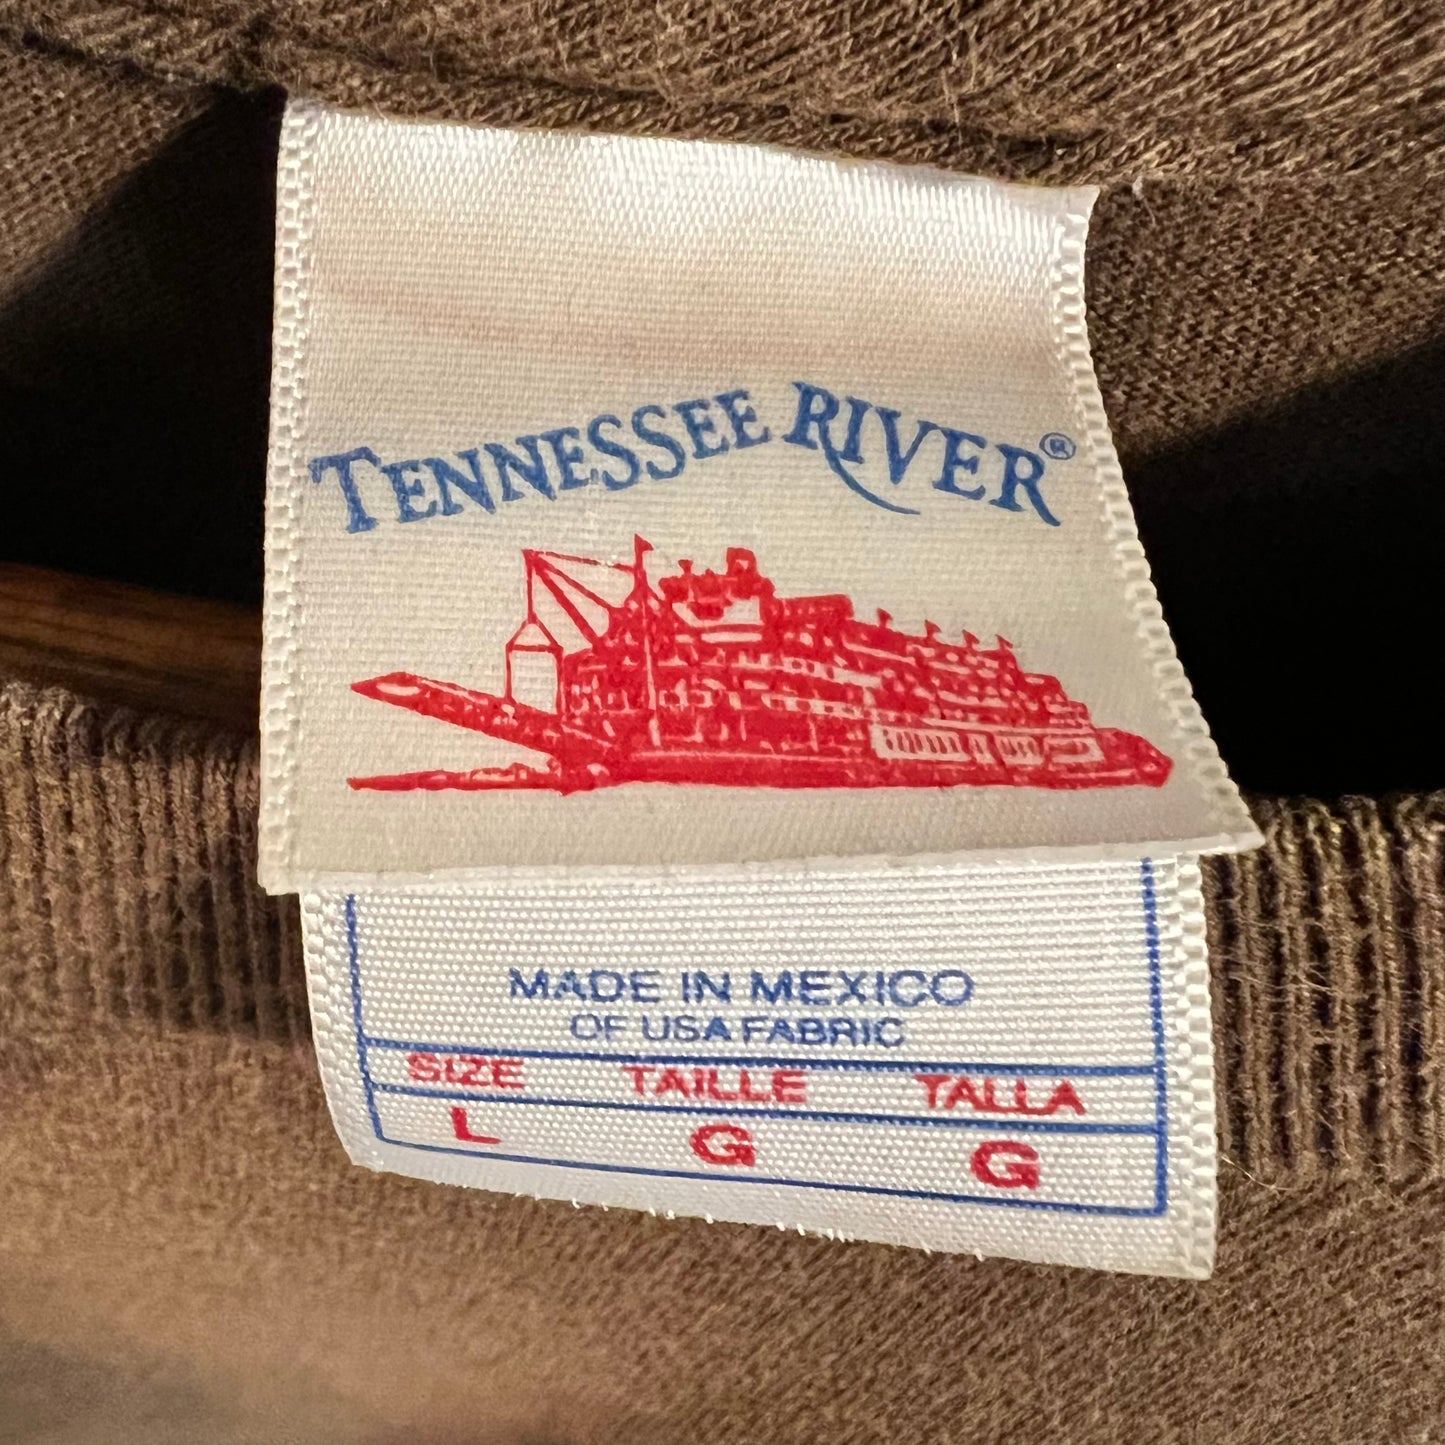 TENNESSEE RIVER®
MADE IN MEXICO
OF USA FABRIC
SIZE TAILLE TALLA
L G G